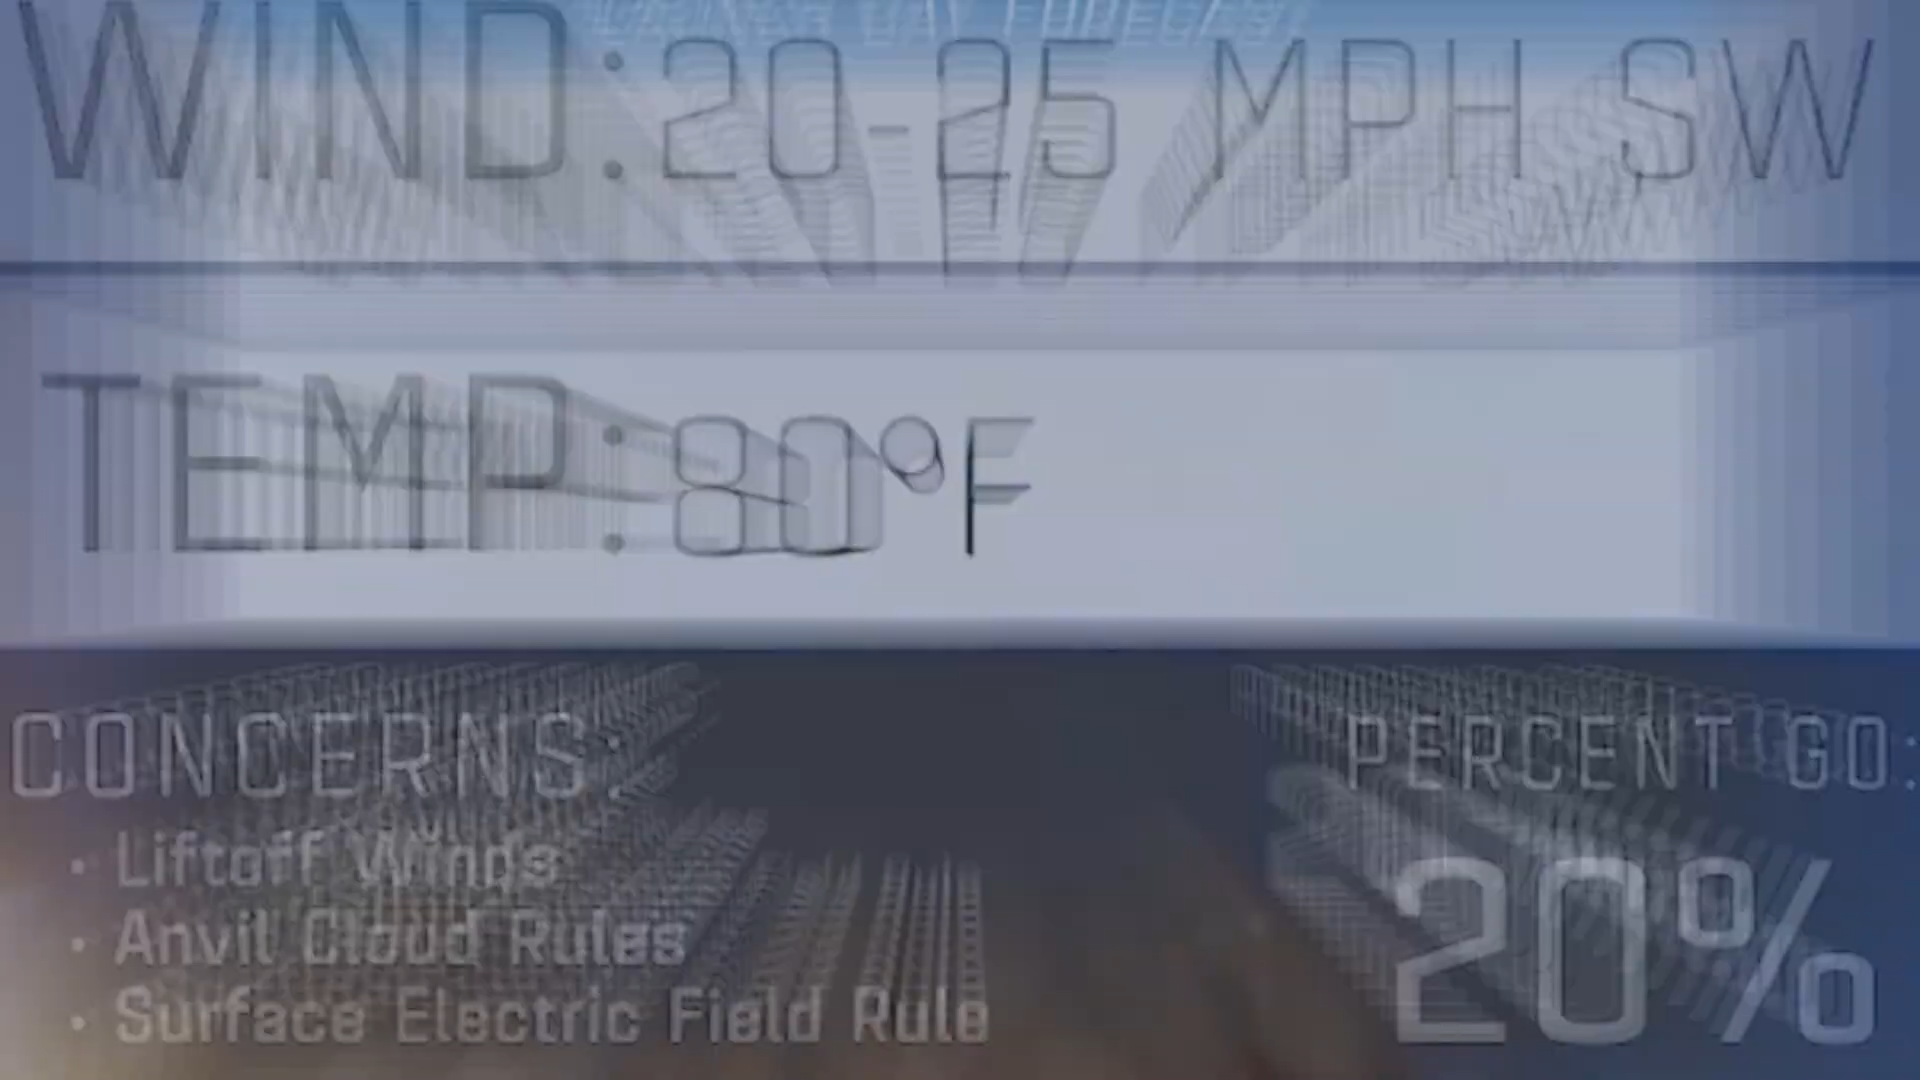 WIND: 20-25 MPH SW
TEMP: 80°F
CONCERNS:
• Liftoff Winds
• Anvil Cloud Rules
• Surface Electric Field Rule
PERCENT GO:
20%